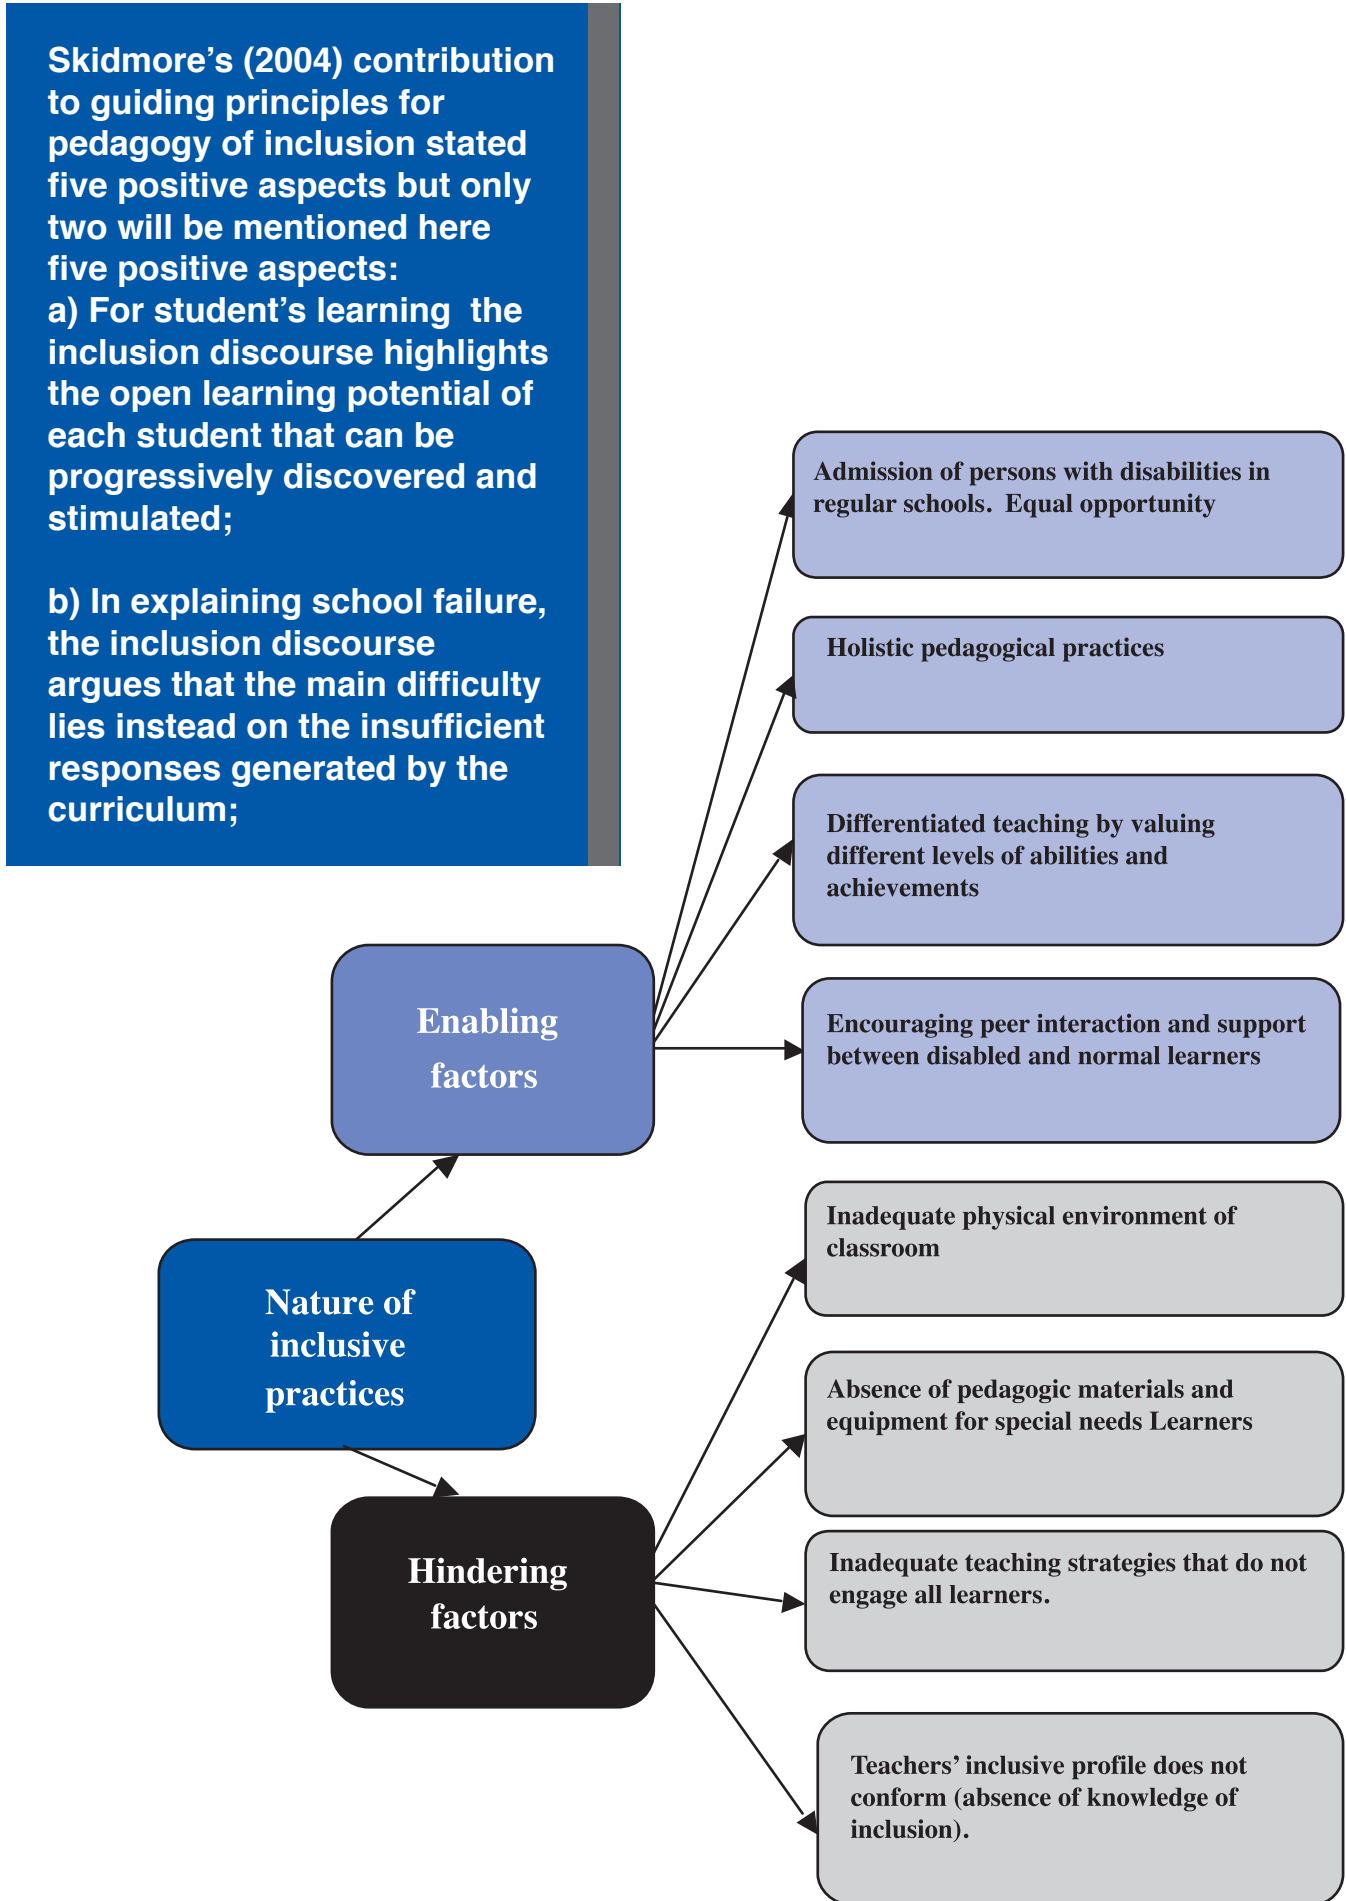 Skidmore’s (2004) contribution
to guiding principles for
pedagogy of inclusion stated
five positive aspects but only
two will be mentioned here
five positive aspects:
a) For student’s learning  the
inclusion discourse highlights
the open learning potential of
each student that can be
progressively discovered and
stimulated;
b) In explaining school failure,
the inclusion discourse
argues that the main difficulty
lies instead on the insufficient
responses generated by the
curriculum;
Admission of persons with disabilities in
regular schools.  Equal opportunity
Holistic pedagogical practices
Differentiated teaching by valuing
different levels of abilities and
achievements
Enabling
factors
Encouraging peer interaction and support
between disabled and normal learners
Inadequate physical environment of
classroom
Nature of
inclusive
practices
Absence of pedagogic materials and
equipment for special needs Learners
Hindering
factors
Inadequate teaching strategies that do not
engage all learners.
Teachers’ inclusive profile does not
conform (absence of knowledge of
inclusion).